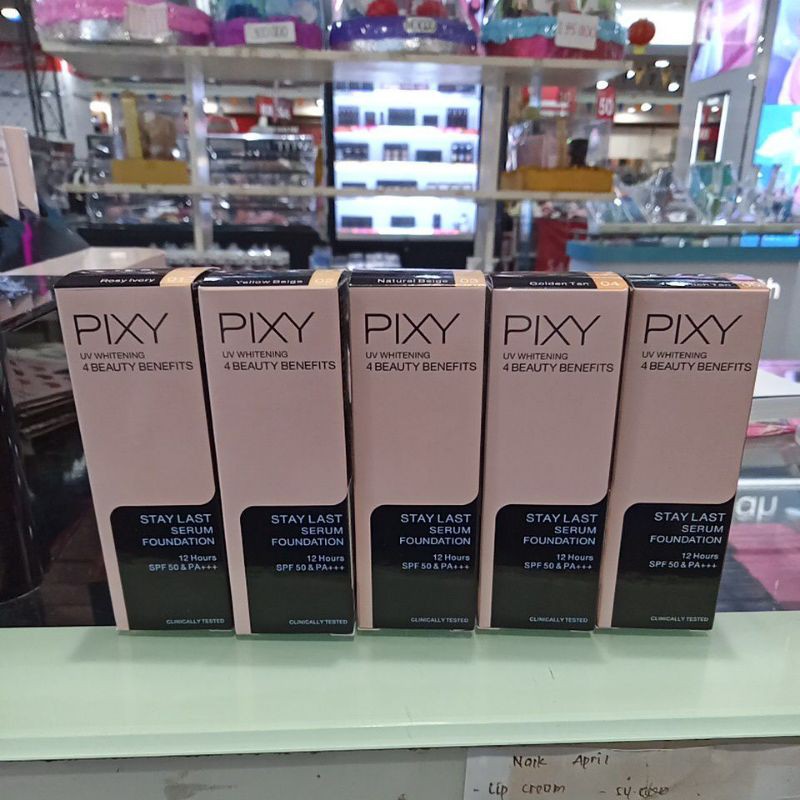 Rosy Ivory 01
PIXY
UV WHITENING
4 BEAUTY BENEFITS
STAY LAST
SERUM
FOUNDATION
12 Hours
SPF 50 & PA+++
CLINICALLY TESTED
Yellow Beige 02
PIXY
UV WHITENING
4 BEAUTY BENEFITS
STAY LAST
SERUM
FOUNDATION
12 Hours
SPF 50 & PA+++
CLINICALLY TESTED
Natural Beige 03
PIXY
UV WHITENING
4 BEAUTY BENEFITS
STAY LAST
SERUM
FOUNDATION
12 Hours
SPF 50 & PA+++
CLINICALLY TESTED
Golden Tan 04
PIXY
UV WHITENING
4 BEAUTY BENEFITS
STAY LAST
SERUM
FOUNDATION
12 Hours
SPF 50 & PA+++
CLINICALLY TESTED
PIXY
UV WHITENING
4 BEAUTY BENEFITS
STAY LAST
SERUM
FOUNDATION
12 Hours
SPF 50 & PA+++
CLINICALLY TESTED
50
Naik April
- Lip cream